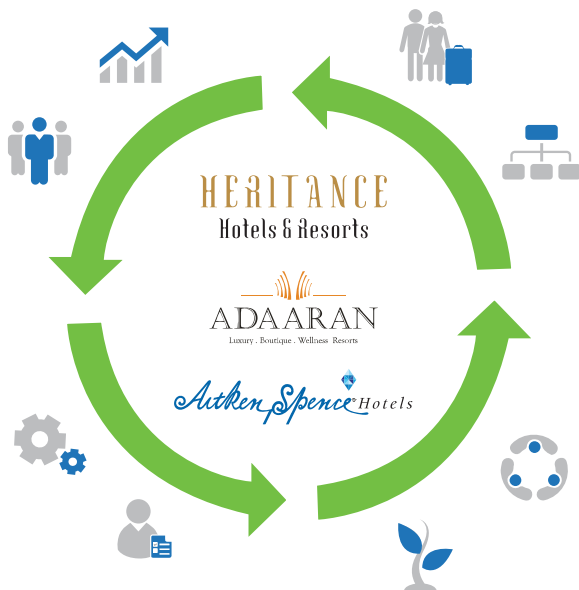 HERITANCE
Hotels & Resorts
ADAARAN
Luxury . Boutique . Wellness Resorts
Aitken Spence Hotels